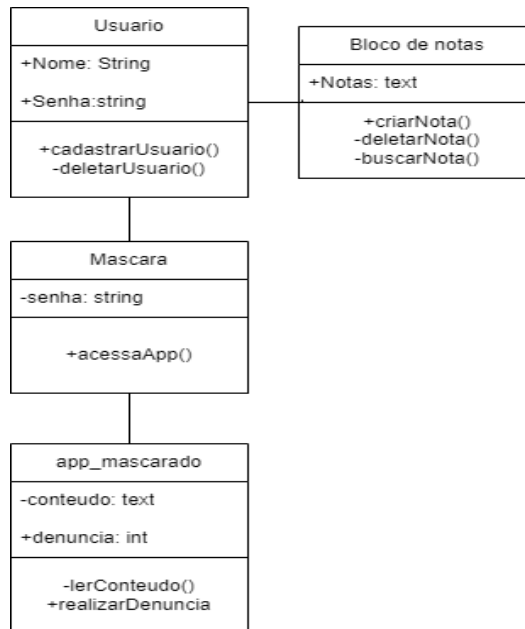 Usuario
+Nome: String
+Senha:string
+cadastrarUsuario()
-deletarUsuario()
Bloco de notas
+Notas: text
+criarNota()
-deletarNota()
-buscarNota()
Mascara
-senha: string
+acessaApp()
app_mascarado
-conteudo: text
+denuncia: int
-lerConteudo()
+realizarDenuncia